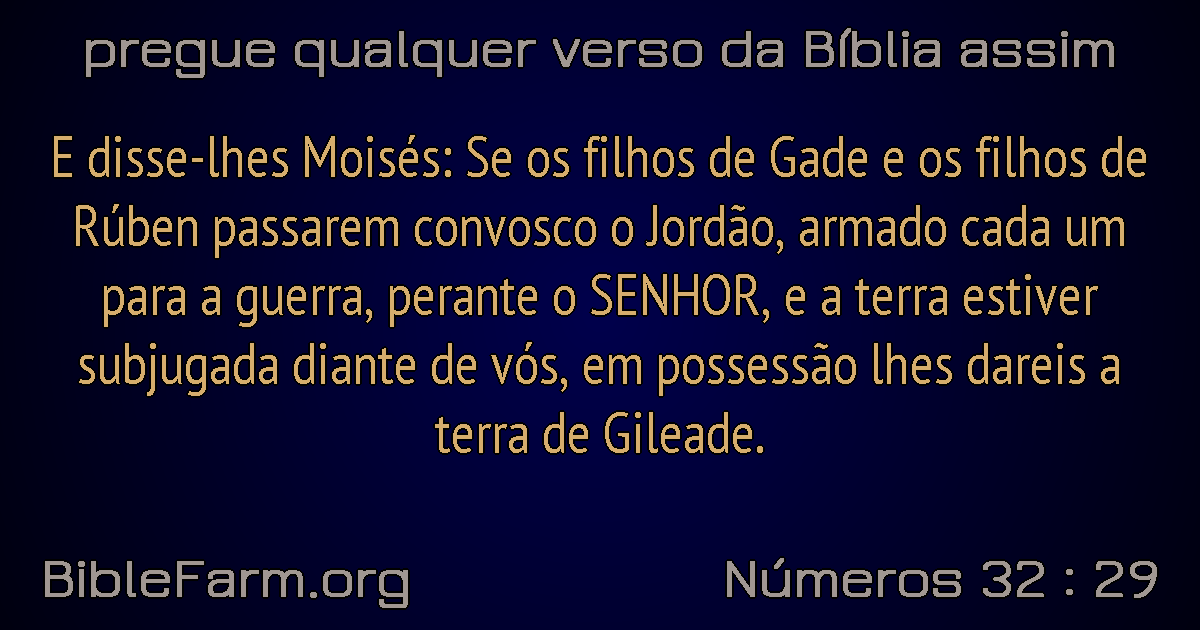 pregue qualquer verso da Bíblia assim
E disse-lhes Moisés: Se os filhos de Gade e os filhos de
Rúben passarem convosco o Jordão, armado cada um
para a guerra, perante o SENHOR, e a terra estiver
subjugada diante de vós, em possessão lhes dareis a
terra de Gileade.
BibleFarm.org
Números 32 : 29